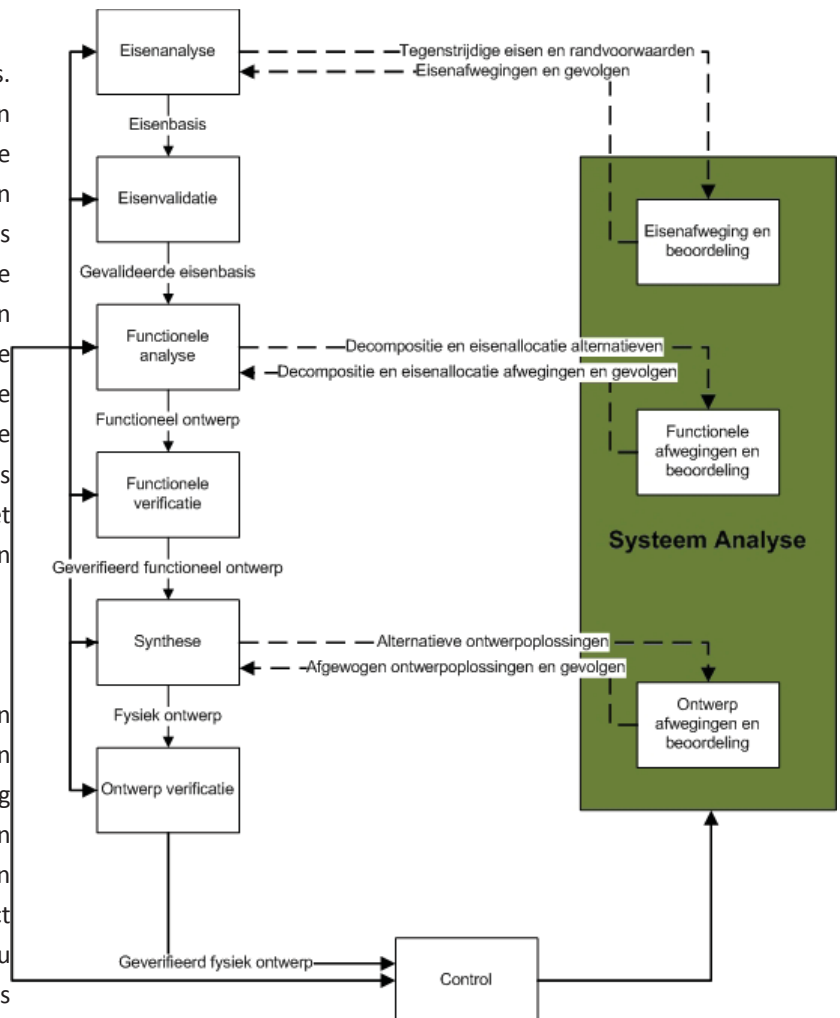 Eisenanalyse
Tegenstrijdige eisen en randvoorwaarden
Eisenafwegingen en gevolgen
s.
n
Eisenbasis
e
n
Eisenvalidatie
s
Eisenafweging en
beoordeling
e
Gevalideerde eisenbasis
n
Functionele
analyse
Decompositie en eisenallocatie alternatieven
e
Decompositie en eisenallocatie afwegingen en gevolgen
e
Functioneel ontwerp
e
Functionele
afwegingen en
beoordeling
s
Functionele
verificatie
et
Systeem Analyse
n
Geverifieerd functioneel ontwerp
Synthese
Alternatieve ontwerpoplossingen
Afgewogen ontwerpoplossingen en gevolgen
n
Fysiek ontwerp
Ontwerp
afwegingen en
beoordeling
n
Ontwerp verificatie
g
n
n
ct
u
Geverifieerd fysiek ontwerp
Control
s